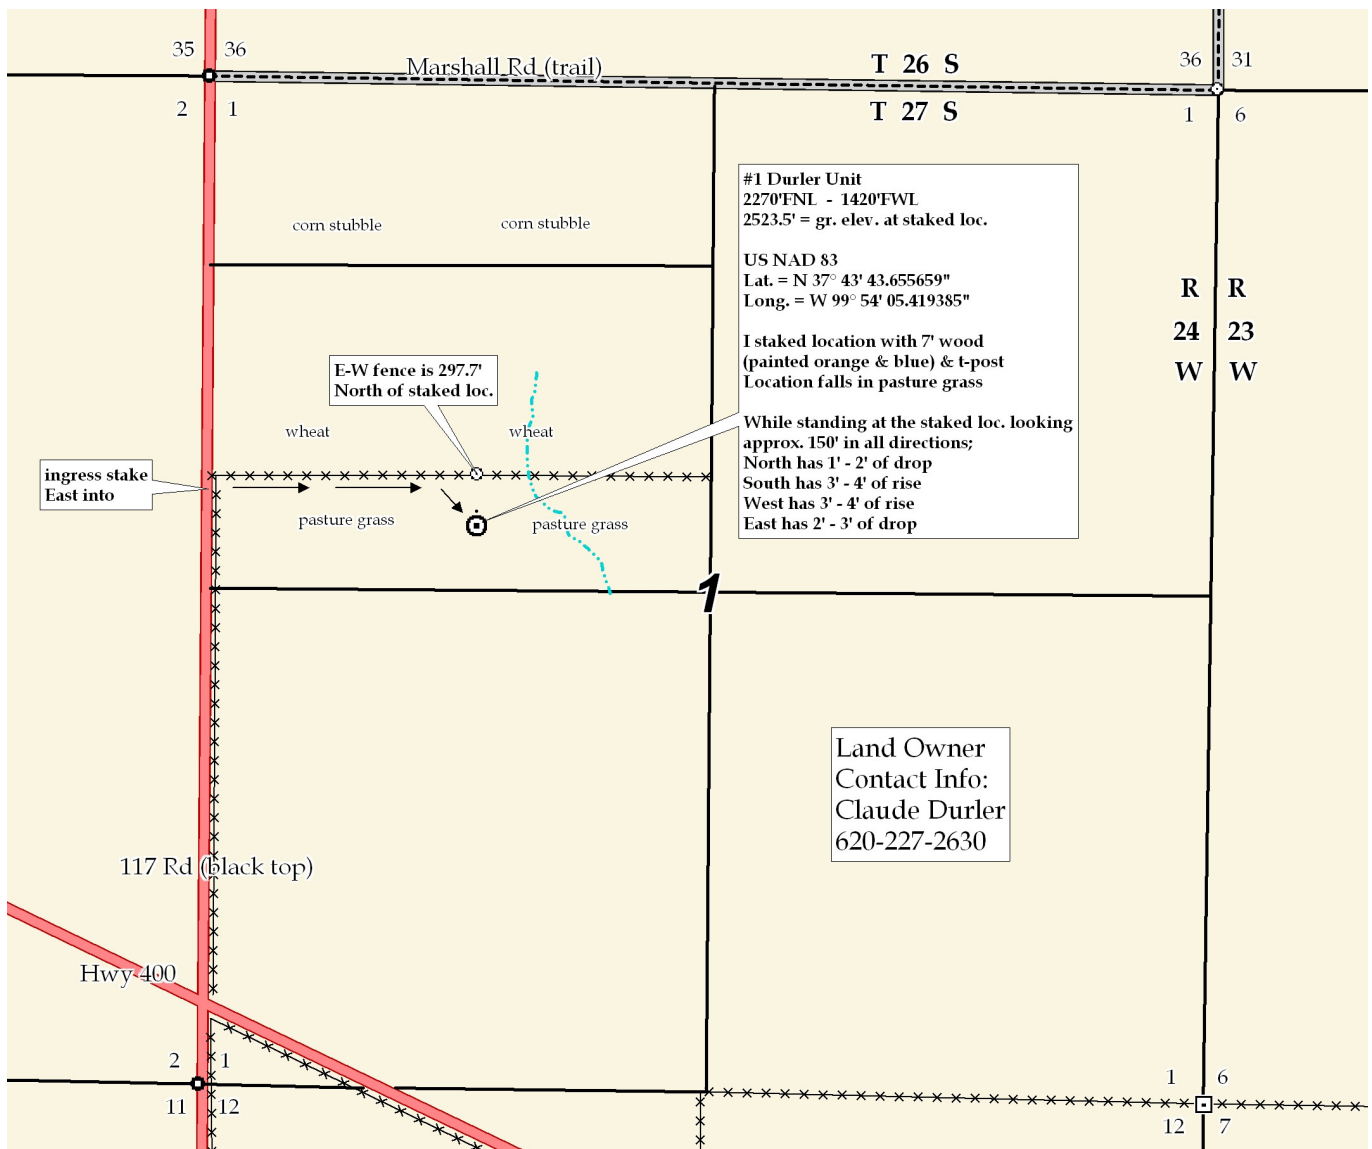 35 36
Marshall Rd (trail)
T 26 S
36 31
2 1
T 27 S
1 6
#1 Durler Unit
2270'FNL - 1420'FWL
2523.5' = gr. elev. at staked loc.
US NAD 83
Lat. = N 37° 43' 43.655659"
Long. = W 99° 54' 05.419385"
I staked location with 7' wood
(painted orange & blue) & t-post
Location falls in pasture grass
While standing at the staked loc. looking
approx. 150' in all directions;
North has 1' - 2' of drop
South has 3' - 4' of rise
West has 3' - 4' of rise
East has 2' - 3' of drop
corn stubble corn stubble
R R
24 23
W W
E-W fence is 297.7'
North of staked loc.
wheat wheat
ingress stake
East into
pasture grass pasture grass
1
Land Owner
Contact Info:
Claude Durler
620-227-2630
117 Rd (black top)
Hwy 400
2 1
11 12
1 6
12 7